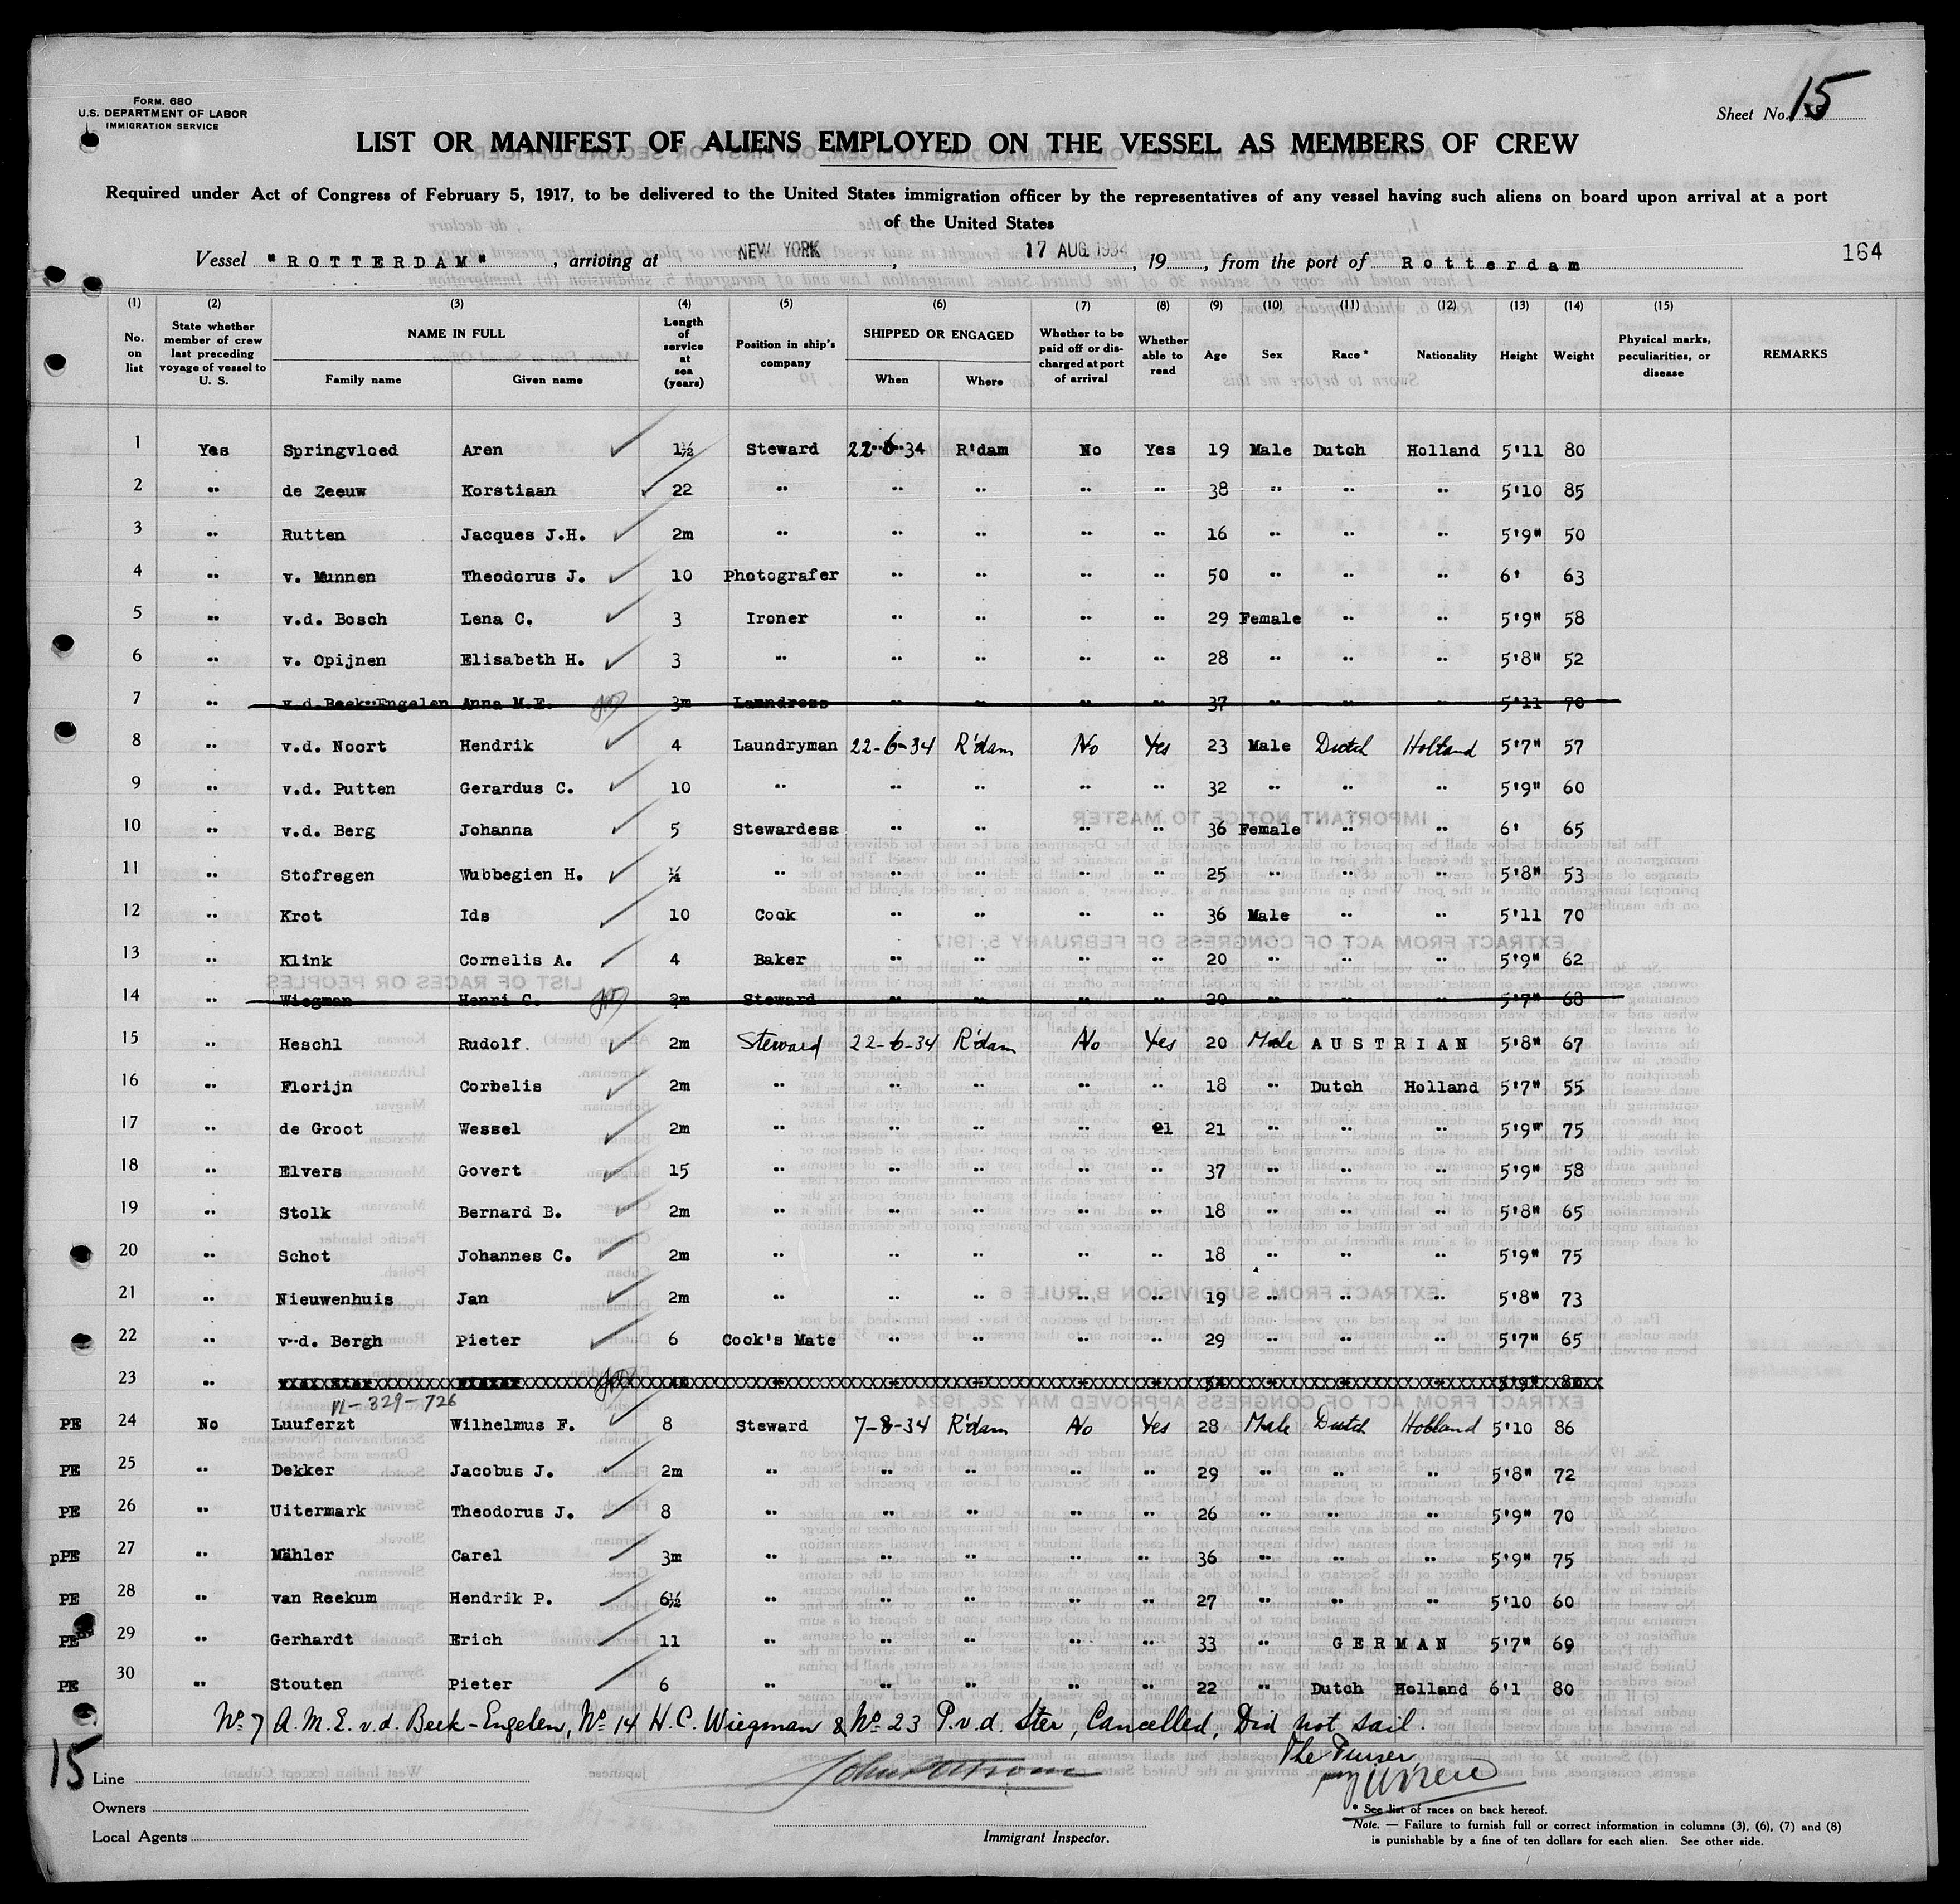 FORM. 680
U.S. DEPARTMENT OF LABOR
IMMIGRATION SERVICE
Sheet No. 15
LIST OR MANIFEST OF ALIENS EMPLOYED ON THE VESSEL AS MEMBERS OF CREW
Required under Act of Congress of February 5, 1917, to be delivered to the United States immigration officer by the representatives of any vessel having such aliens on board upon arrival at a port
of the United States
Vessel "ROTTERDAM", arriving at NEW YORK, 17 AUG 1934, 19, from the port of Rotterdam 164
(1) (2) (3) (4) (5) (6) (7) (8) (9) (10) (11) (12) (13) (14) (15)
No. on list | State whether member of crew last preceding voyage of vessel to U. S. | NAME IN FULL Family name Given name | Length of service at sea (years) | Position in ship's company | SHIPPED OR ENGAGED When Where | Whether to be paid off or discharged at port of arrival | Whether able to read | Age | Sex | Race * | Nationality | Height | Weight | Physical marks, peculiarities, or disease | REMARKS
1 Yes Springvloed Aren 1½ Steward 22-6-34 R'dam No Yes 19 Male Dutch Holland 5'11 80
2 " de Zeeuw Korstiaan 22 " " " " " 38 " " " 5'10 85
3 " Rutten Jacques J.H. 2m " " " " " 16 " " " 5'9" 50
4 " v. Munnen Theodorus J. 10 Photografer " " " " 50 " " " 6' 63
5 " v.d. Bosch Lena C. 3 Ironer " " " " 29 Female " " 5'9" 58
6 " v. Opijnen Elisabeth H. 3 " " " " " 28 " " " 5'8" 52
7 " v.d. Beek-Engelen Anna M.E. 3m Laundress " " " " 37 " " " 5'11 70
8 " v.d. Noort Hendrik 4 Laundryman 22-6-34 R'dam No Yes 23 Male Dutch Holland 5'7" 57
9 " v.d. Putten Gerardus C. 10 " " " " " 32 " " " 5'9" 60
10 " v.d. Berg Johanna 5 Stewardess " " " " 36 Female " " 6' 65
11 " Stofregen Wubbegien H. " " " " " 25 " " " 5'8" 53
12 " Krot Ids 10 Cook " " " " 36 Male " " 5'11 70
13 " Klink Cornelis A. 4 Baker " " " " 20 " " " 5'9" 62
14 " Wiegman Henri C. 2m Steward " " " " 20 " " " 5'7" 68
15 " Heschl Rudolf. 2m Steward 22-6-34 R'dam No Yes 20 Male AUSTRIAN 5'8" 67
16 " Florijn Corbelis 2m " " " " " 18 " Dutch Holland 5'7" 55
17 " de Groot Wessel 2m " " " " 21 " " " 5'9" 75
18 " Elvers Govert 15 " " " " " 37 " " " 5'9" 58
19 " Stolk Bernard B. 2m " " " " " 18 " " " 5'8" 65
20 " Schot Johannes C. 2m " " " " " 18 " " " 5'9" 75
21 " Nieuwenhuis Jan 2m " " " " " 19 " " " 5'8" 73
22 " v-d. Bergh Pieter 6 Cook's Mate " " " " 29 " " " 5'7" 65
23 "
VL-329-726
PE 24 No Luuferzt Wilhelmus F. 8 Steward 7-8-34 R'dam No Yes 28 Male Dutch Holland 5'10 86
PE 25 " Dekker Jacobus J. 2m " " " " " 29 " " " 5'8" 72
PE 26 " Uitermark Theodorus J. 8 " " " " " 26 " " " 5'9" 70
pPE 27 " Mähler Carel 3m " " " " " 36 " " " 5'9" 75
PE 28 " van Reekum Hendrik P. 6½ " " " " " 27 " " " 5'10 60
PE 29 " Gerhardt Erich 11 " " " " " 33 " GERMAN 5'7" 69
PE 30 " Stouten Pieter 6 " " " " " 22 " Dutch Holland 6'1 80
No 7 A.M.E. v.d. Beek-Engelen, No 14 H.C. Wiegman & No 23 P.v.d. Ster, Cancelled, Did not sail.
The Purser
15
Line
Owners
Local Agents
Immigrant Inspector.
* See list of races on back hereof.
Note. — Failure to furnish full or correct information in columns (3), (6), (7) and (8)
is punishable by a fine of ten dollars for each alien. See other side.